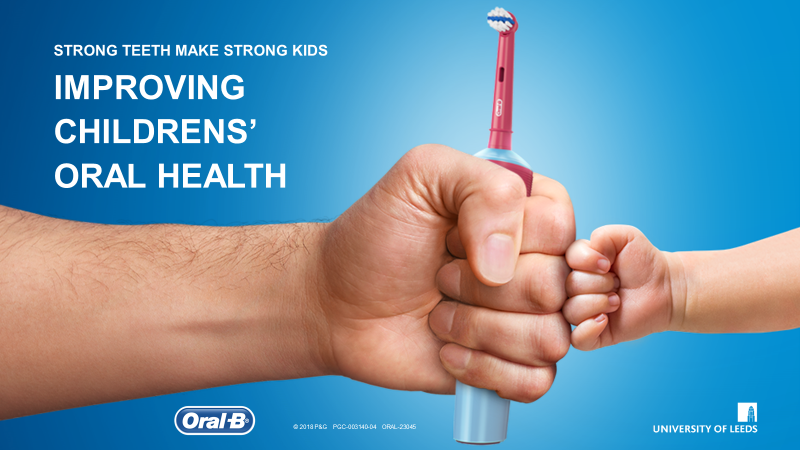 STRONG TEETH MAKE STRONG KIDS
IMPROVING
CHILDRENS’
ORAL HEALTH
Oral-B
Oral-B®
© 2018 P&G PGC-003140-04 ORAL-23045
UNIVERSITY OF LEEDS